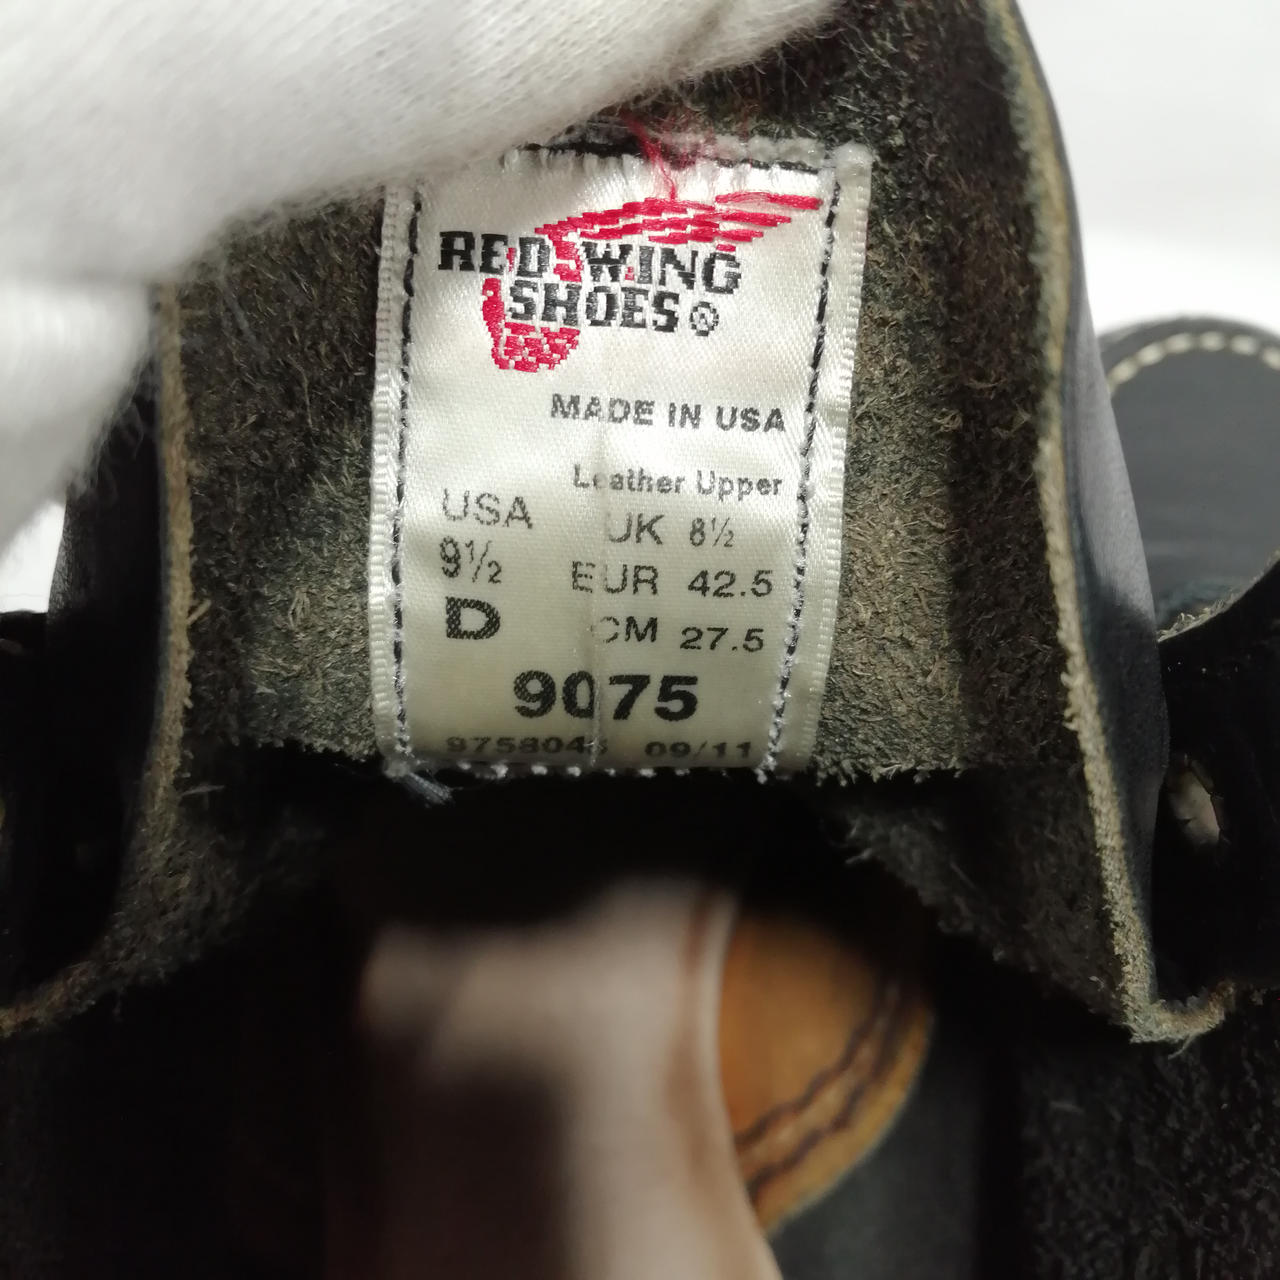 RED WING
SHOES®
MADE IN USA
Leather Upper
USA
9½
D
UK 8½
EUR 42.5
CM 27.5
9075
09/11